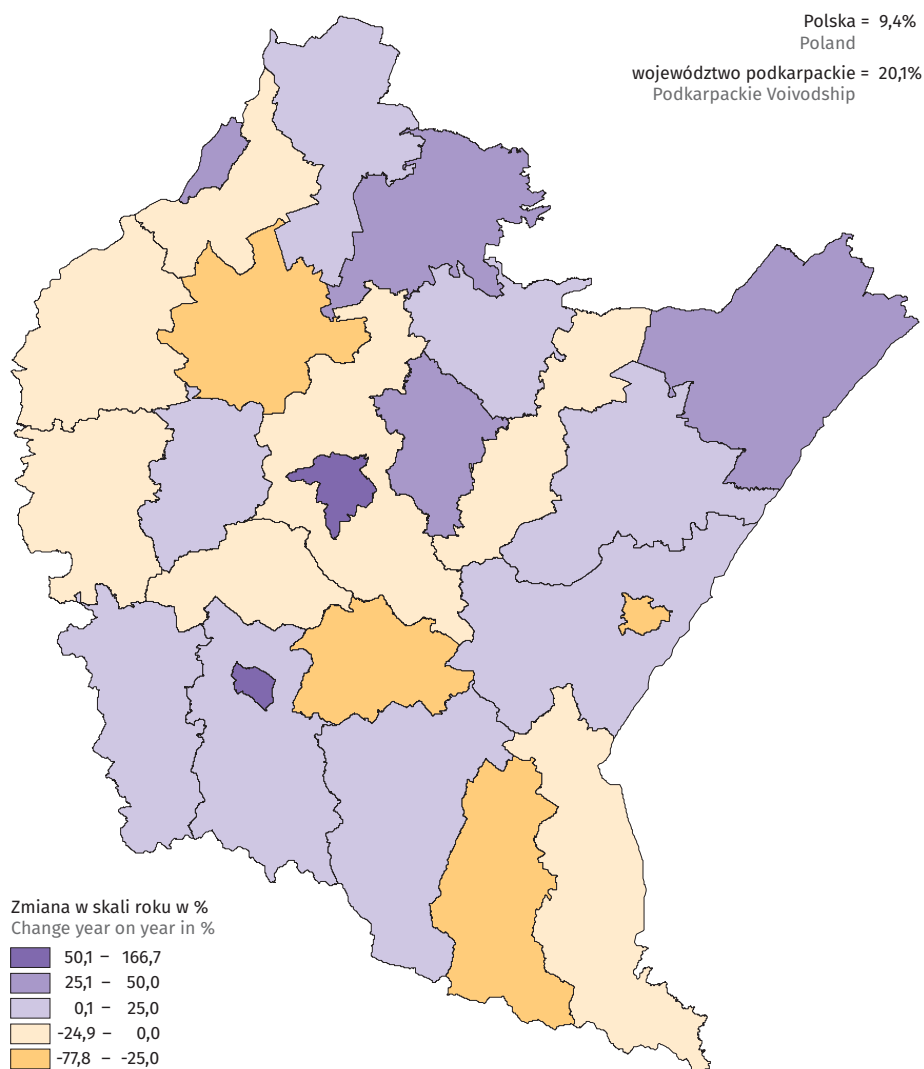 Polska = 9,4%
Poland
województwo podkarpackie = 20,1%
Podkarpackie Voivodship
Zmiana w skali roku w %
Change year on year in %
50,1 – 166,7
25,1 – 50,0
0,1 – 25,0
-24,9 – 0,0
-77,8 – -25,0